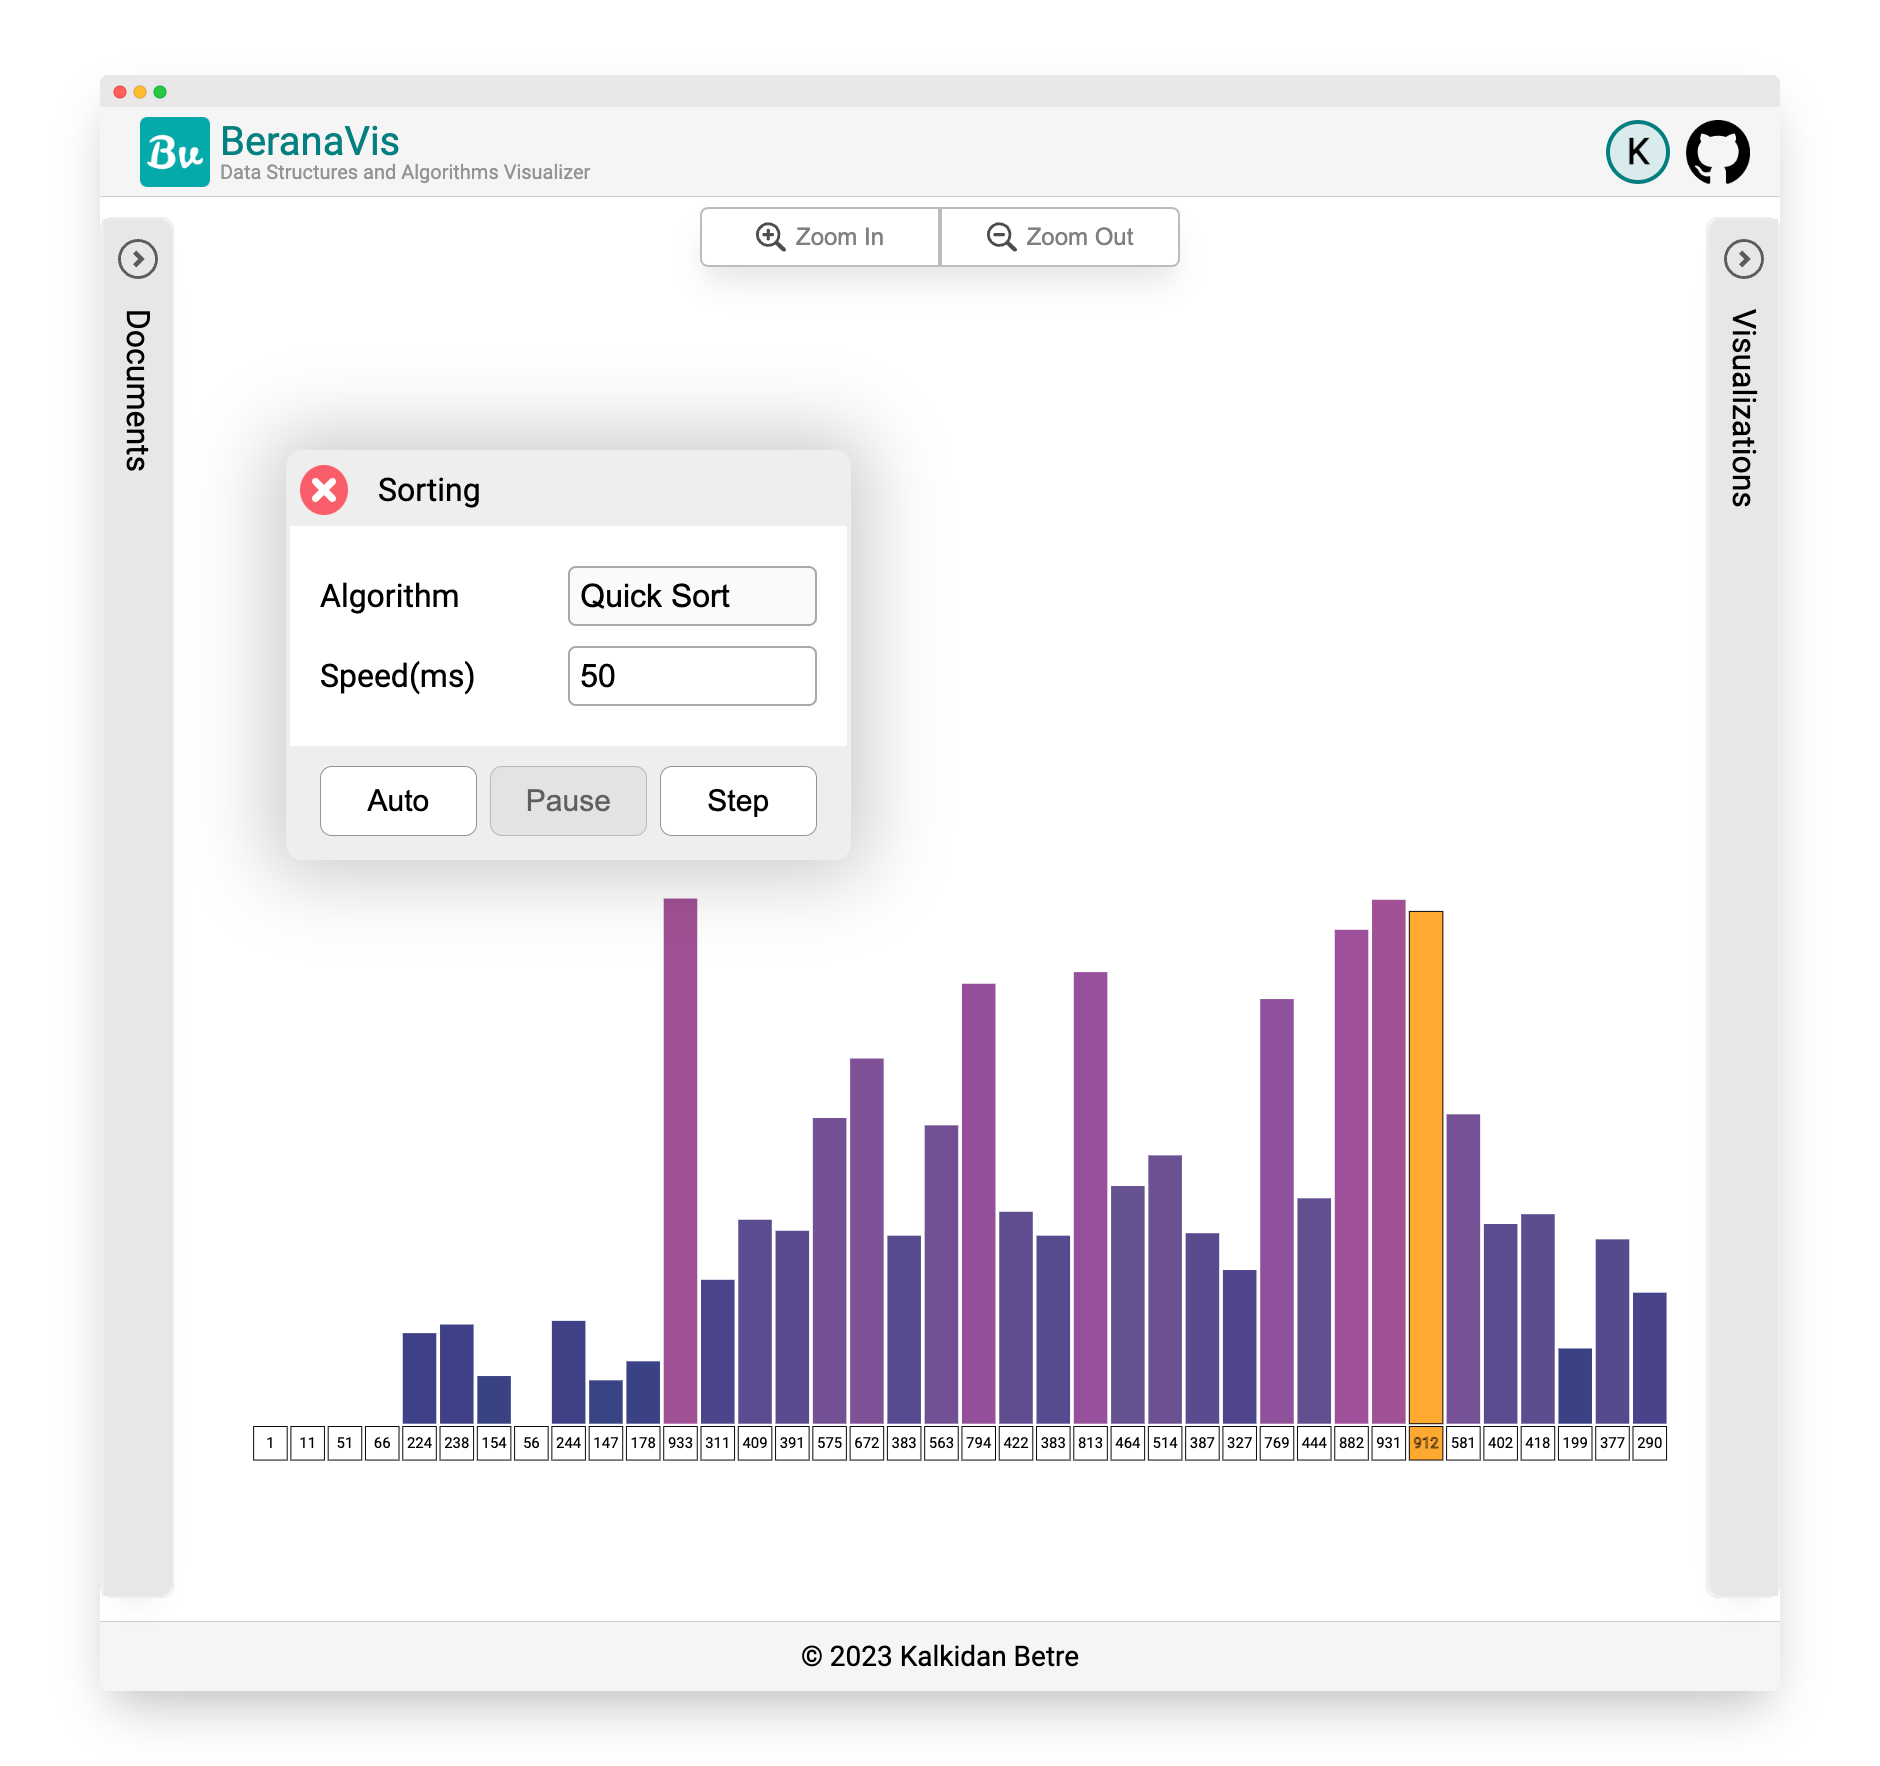 Bv
BeranaVis
Data Structures and Algorithms Visualizer
K
Zoom In
Zoom Out
Documents
Visualizations
Sorting
Algorithm
Quick Sort
Speed(ms)
50
Auto
Pause
Step
1 11 51 66 224 238 154 56 244 147 178 933 311 409 391 575 672 383 563 794 422 383 813 464 514 387 327 769 444 882 931 912 581 402 418 199 377 290
© 2023 Kalkidan Betre